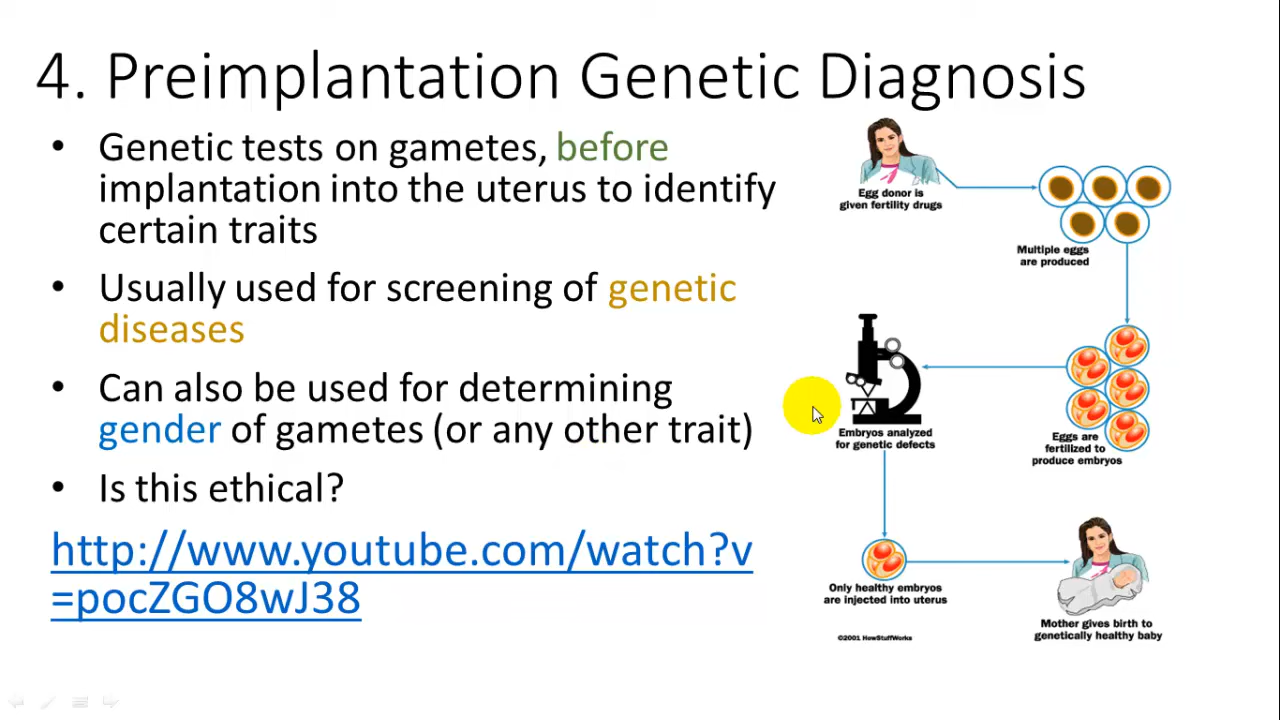 4. Preimplantation Genetic Diagnosis
• Genetic tests on gametes, before
implantation into the uterus to identify
certain traits
• Usually used for screening of genetic
diseases
• Can also be used for determining
gender of gametes (or any other trait)
• Is this ethical?
http://www.youtube.com/watch?v
=pocZGO8wJ38
Egg donor is
given fertility drugs
Multiple eggs
are produced
Eggs are
fertilized to
produce embryos
Embryos analyzed
for genetic defects
Only healthy embryos
are injected into uterus
Mother gives birth to
genetically healthy baby
©2001 HowStuffWorks